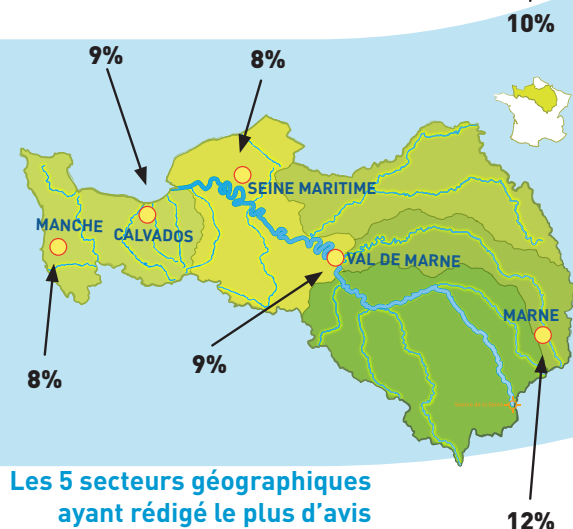 10%
9%
8%
SEINE MARITIME
MANCHE
CALVADOS
VAL DE MARNE
MARNE
8%
9%
Les 5 secteurs géographiques
ayant rédigé le plus d'avis
12%